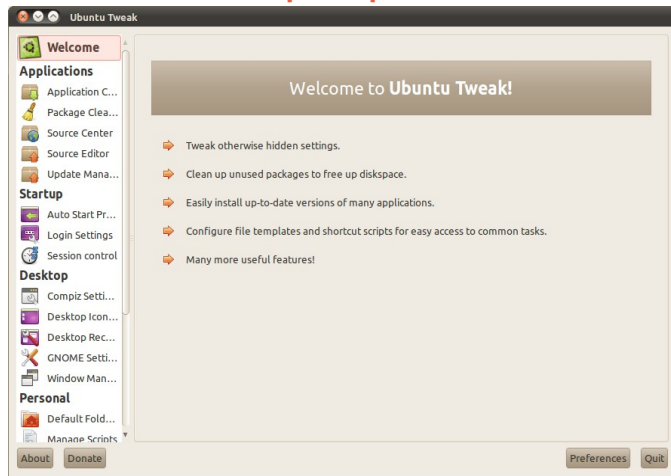 Ubuntu Tweak
Welcome
Applications
Application C...
Package Clea...
Source Center
Source Editor
Update Mana...
Startup
Auto Start Pr...
Login Settings
Session control
Desktop
Compiz Setti...
Desktop Icon...
Desktop Rec...
GNOME Setti...
Window Man...
Personal
Default Fold...
Manage Scripts
Welcome to Ubuntu Tweak!
Tweak otherwise hidden settings.
Clean up unused packages to free up diskspace.
Easily install up-to-date versions of many applications.
Configure file templates and shortcut scripts for easy access to common tasks.
Many more useful features!
About
Donate
Preferences
Quit